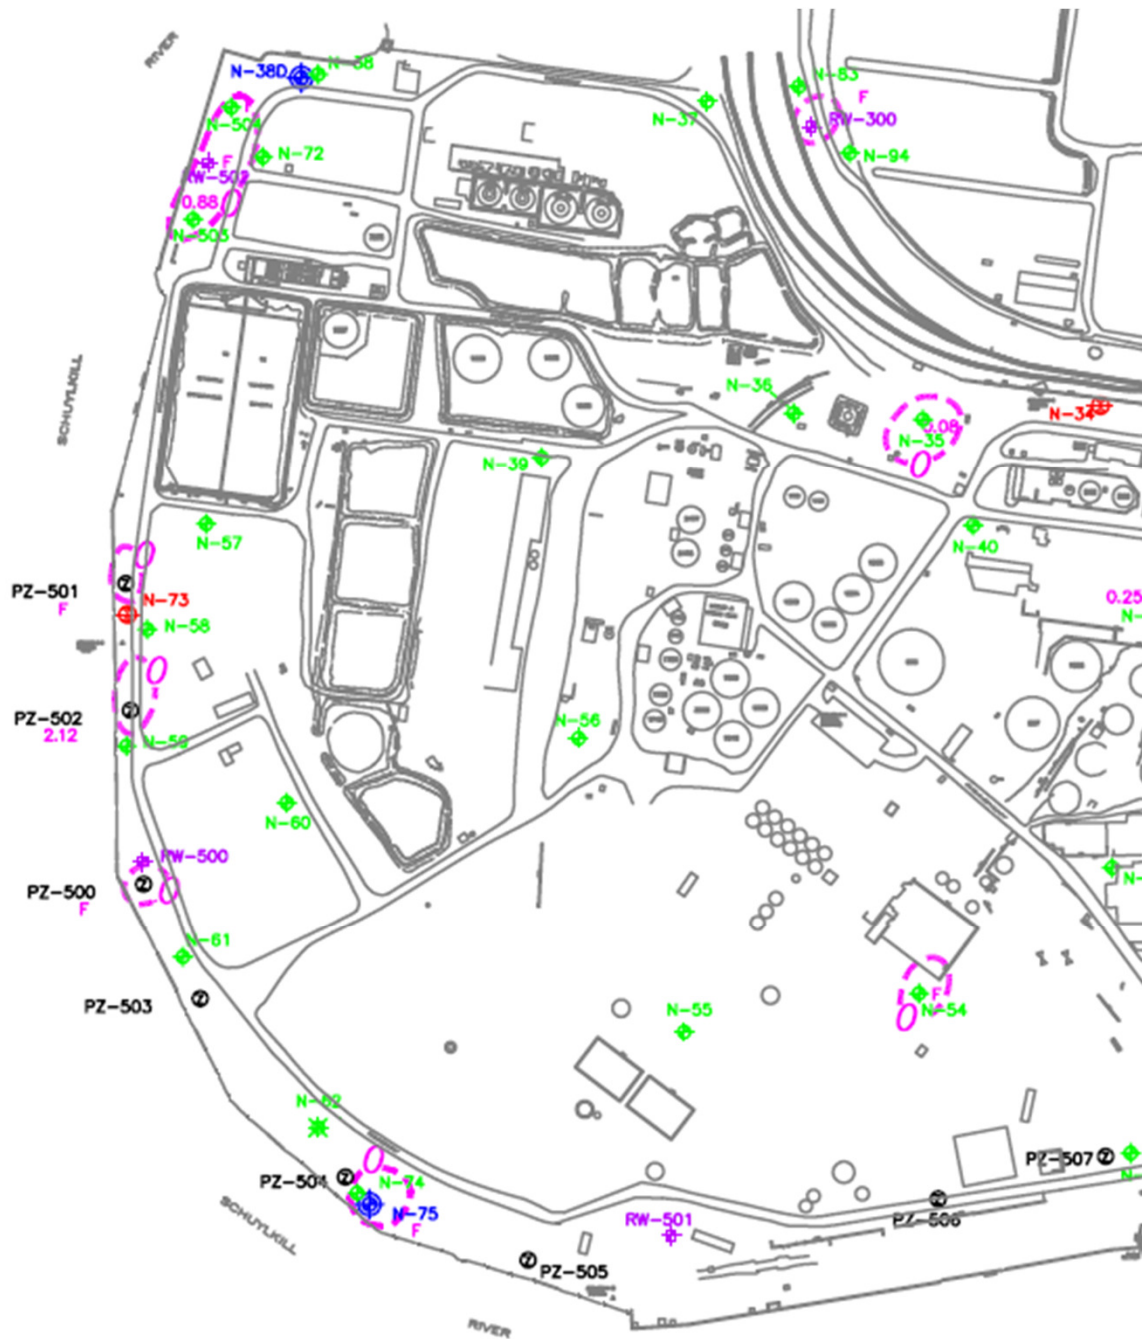 RIVER
N-38D
N-38
N-504
F
RW-502
N-72
0.88
0
N-503
N-37
N-83
F
RW-300
N-94
SCHUYLKILL
N-36
N-34
0.08
N-35
0
N-39
N-57
N-40
0
PZ-501
F
N-73
N-58
0.25
N-
0
PZ-502
2.12
N-59
N-56
N-60
RW-500
PZ-500
F
0
N-
N-61
PZ-503
F
N-54
0
N-55
N-62
0
PZ-504
N-74
N-75
F
PZ-507
N-
PZ-506
RW-501
PZ-505
SCHUYLKILL
RIVER